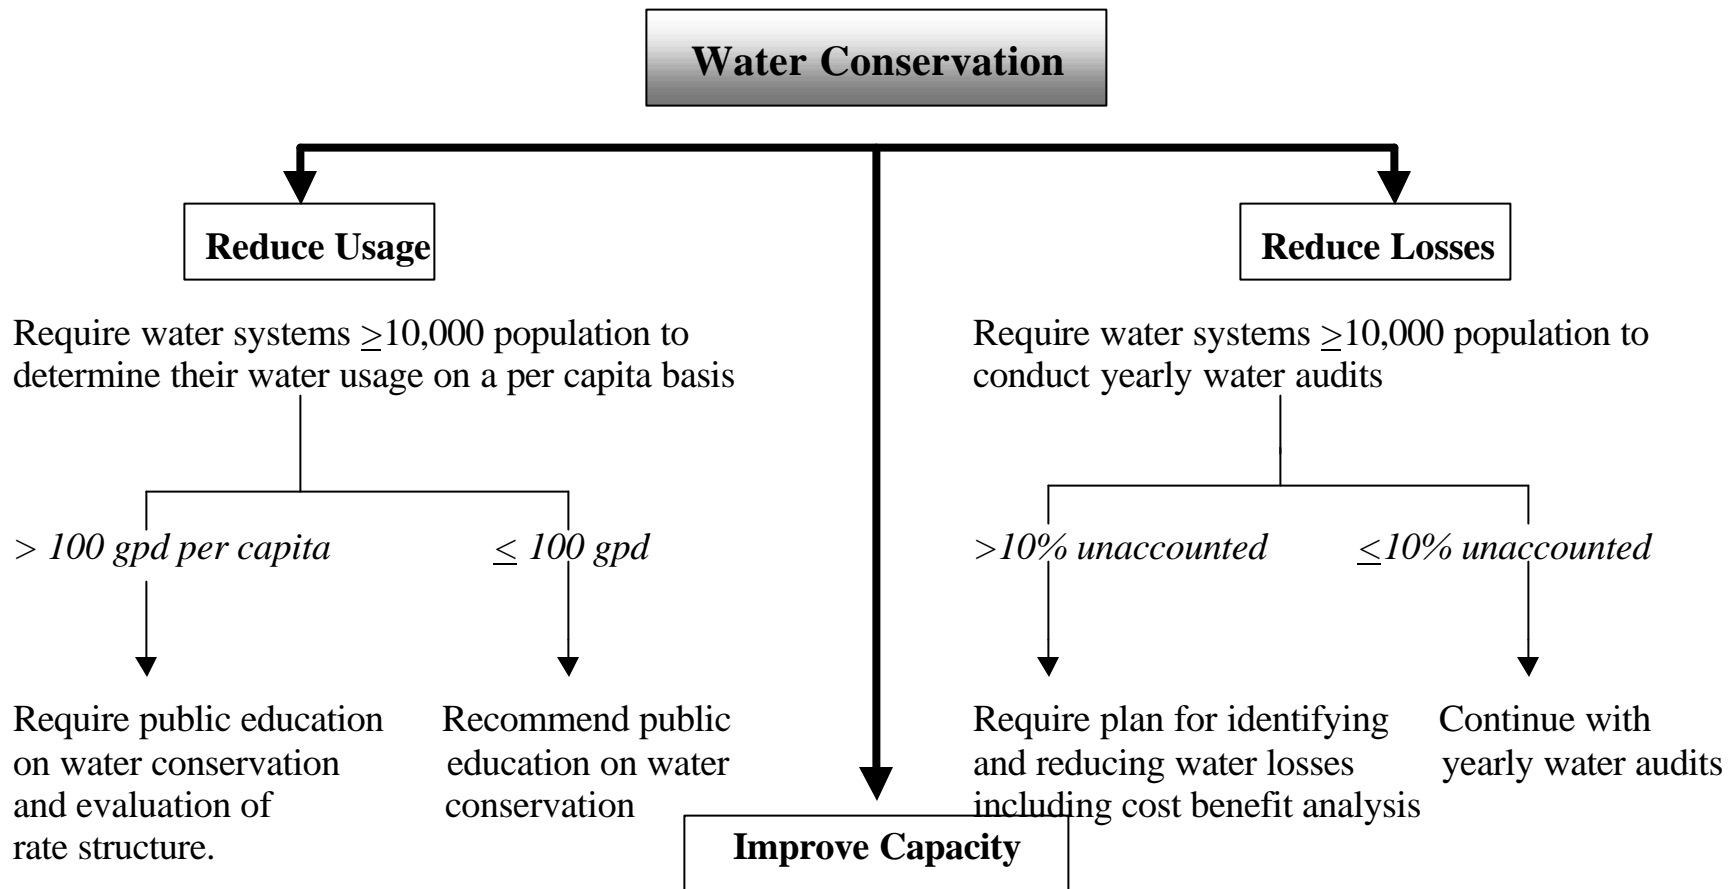 Water Conservation
Reduce Usage
Reduce Losses
Require water systems ≥10,000 population to
determine their water usage on a per capita basis
Require water systems ≥10,000 population to
conduct yearly water audits
> 100 gpd per capita
≤ 100 gpd
>10% unaccounted
≤10% unaccounted
Require public education
on water conservation
and evaluation of
rate structure.
Recommend public
education on water
conservation
Require plan for identifying
and reducing water losses
including cost benefit analysis
Continue with
yearly water audits
Improve Capacity